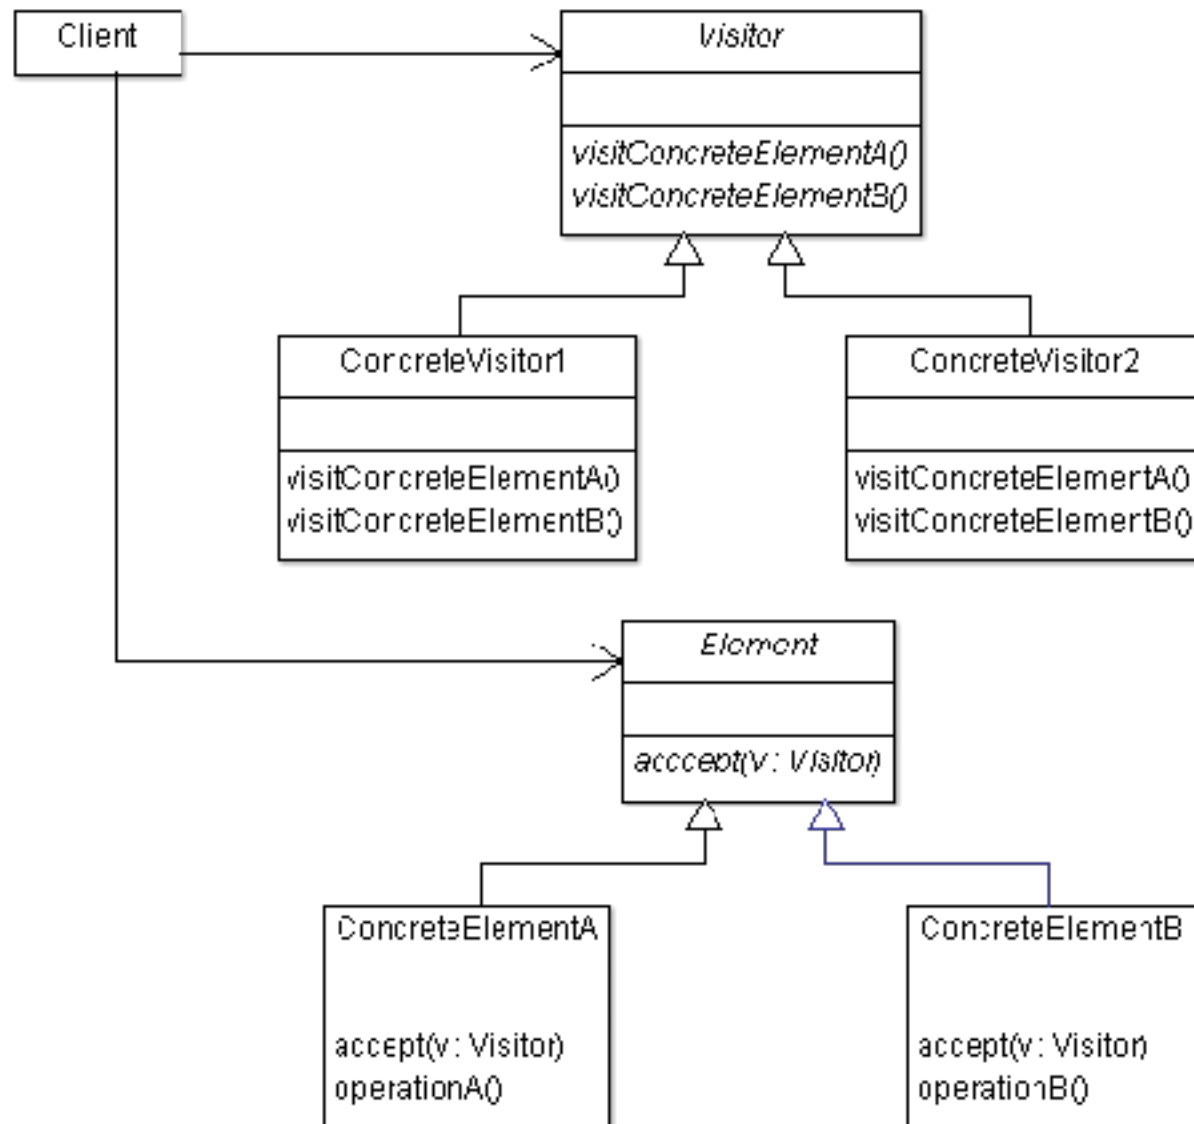 Client
Visitor
visitConcreteElementA()
visitConcreteElementB()
ConcreteVisitor1
visitConcreteElementA()
visitConcreteElementB()
ConcreteVisitor2
visitConcreteElementA()
visitConcreteElementB()
Element
acccept(v : Visitor)
ConcreteElementA
accept(v : Visitor)
operationA()
ConcreteElementB
accept(v : Visitor)
operationB()